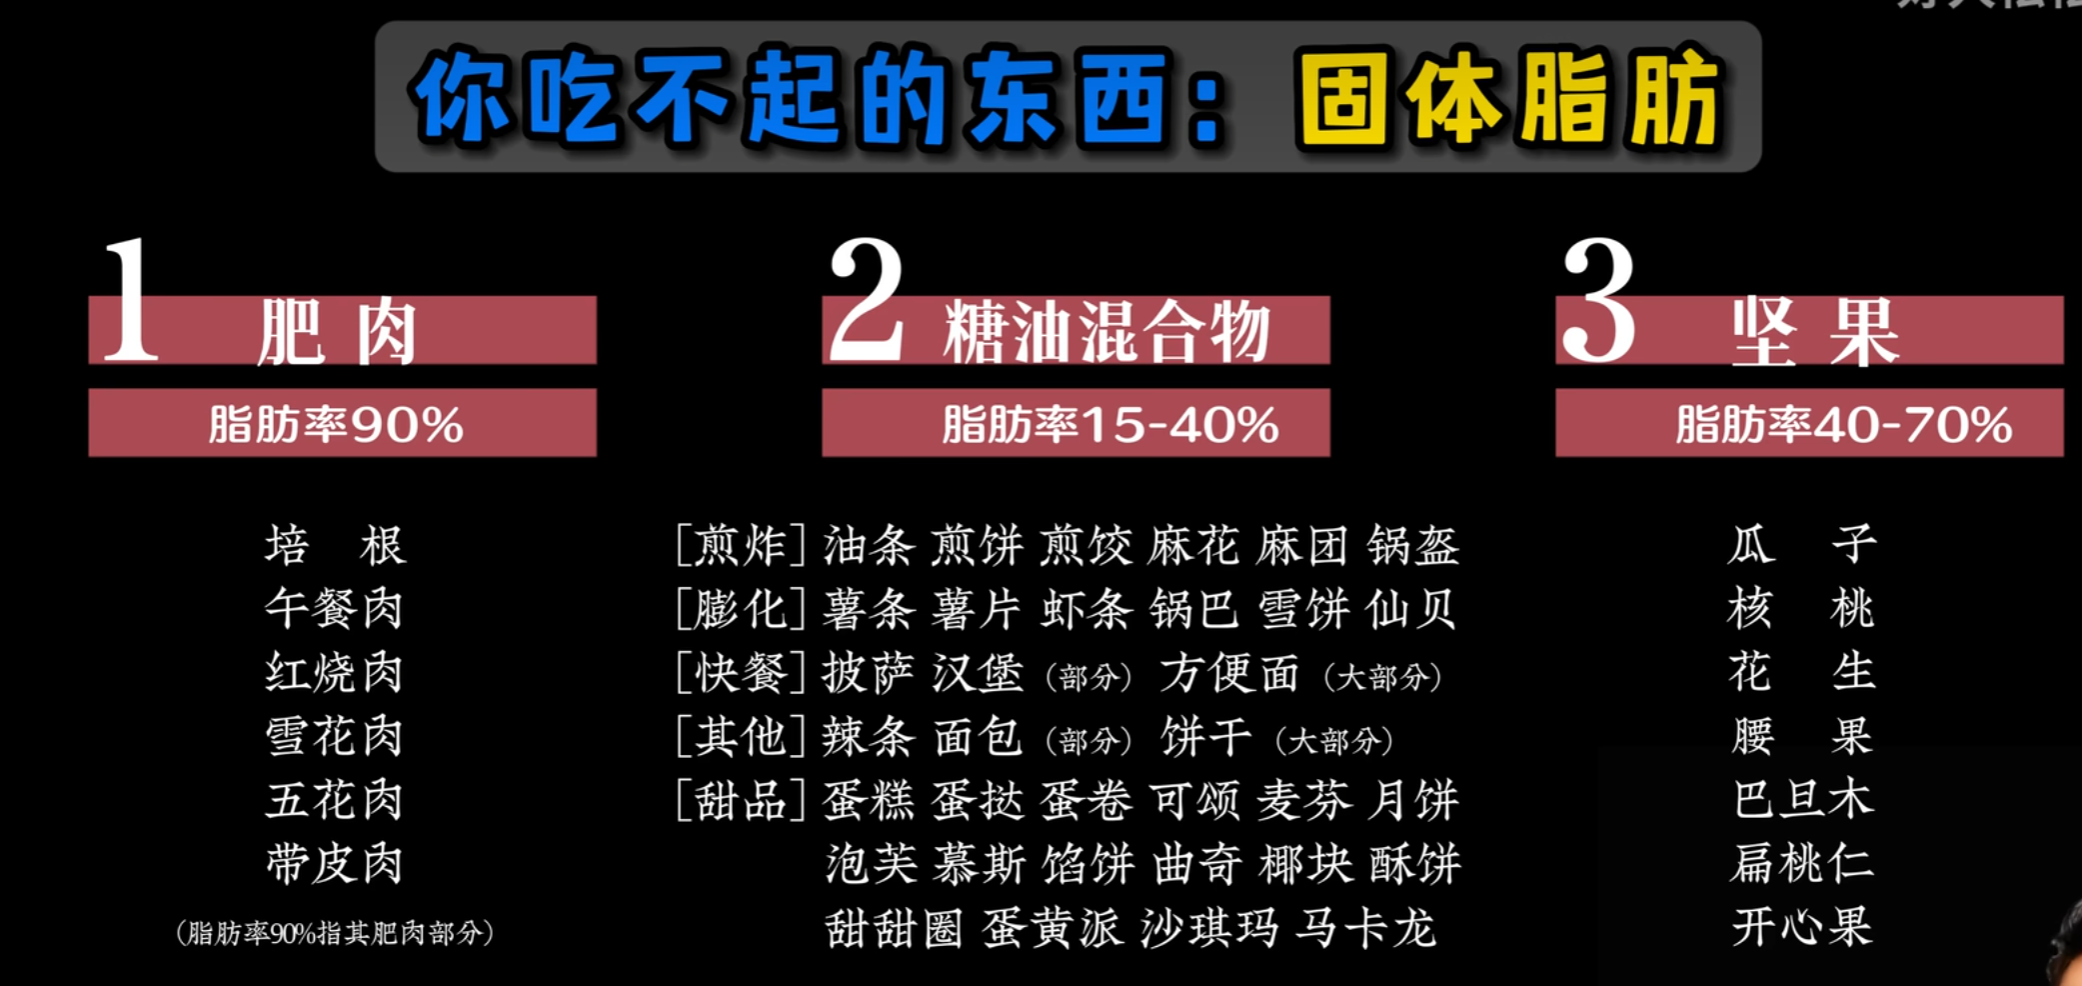 你吃不起的东西：固体脂肪
1 肥肉
脂肪率90%
培根
午餐肉
红烧肉
雪花肉
五花肉
带皮肉
（脂肪率90%指其肥肉部分）
2 糖油混合物
脂肪率15-40%
[煎炸] 油条 煎饼 煎饺 麻花 麻团 锅盔
[膨化] 薯条 薯片 虾条 锅巴 雪饼 仙贝
[快餐] 披萨 汉堡（部分） 方便面（大部分）
[其他] 辣条 面包（部分） 饼干（大部分）
[甜品] 蛋糕 蛋挞 蛋卷 可颂 麦芬 月饼
泡芙 慕斯 馅饼 曲奇 椰块 酥饼
甜甜圈 蛋黄派 沙琪玛 马卡龙
3 坚果
脂肪率40-70%
瓜子
核桃
花生
腰果
巴旦木
扁桃仁
开心果